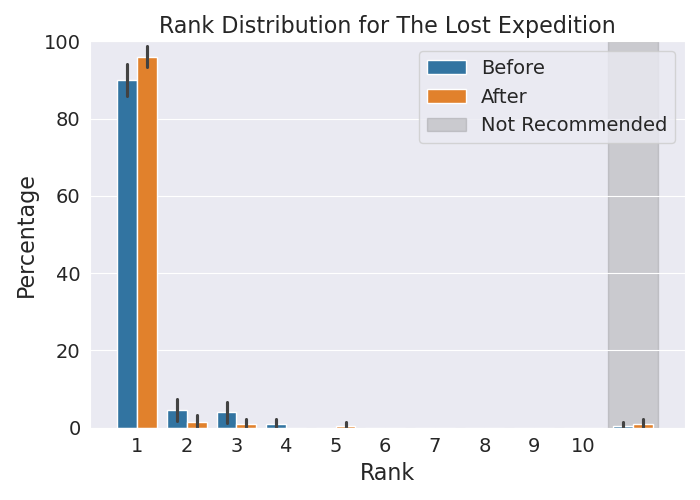 Rank Distribution for The Lost Expedition
100
80
60
40
20
0
Percentage
Before
After
Not Recommended
1 2 3 4 5 6 7 8 9 10
Rank